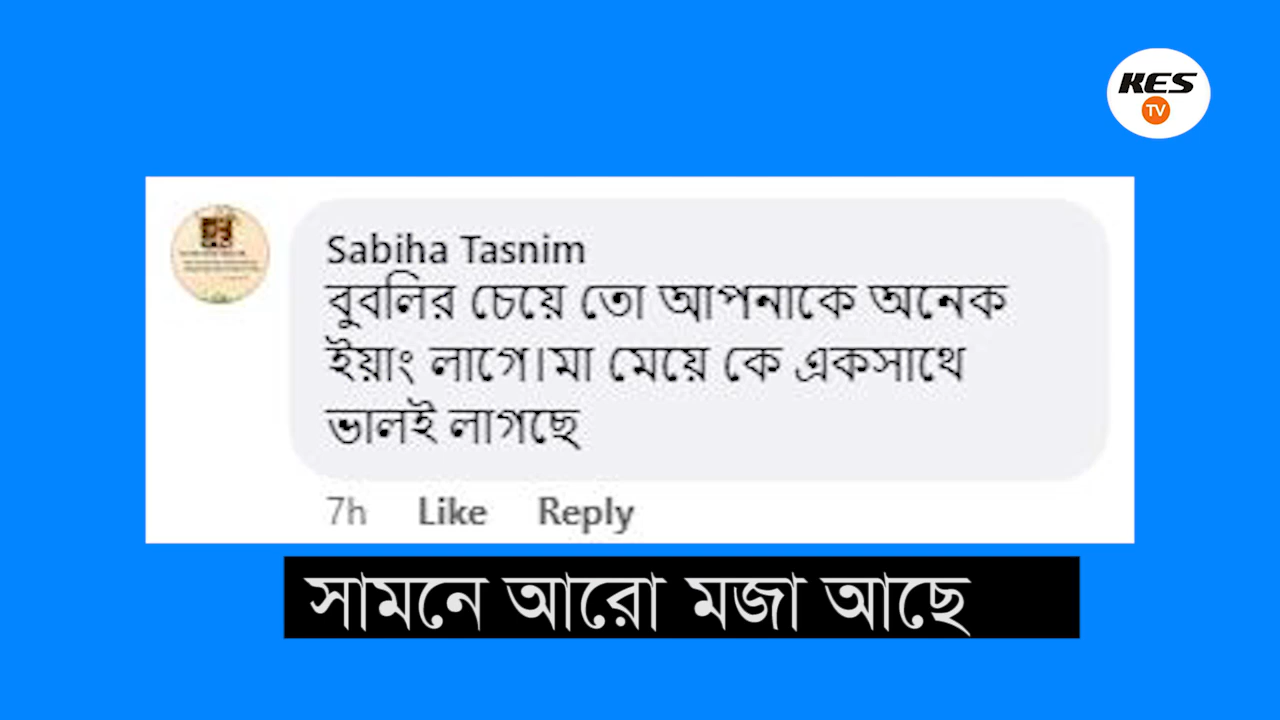 KES
TV
Sabiha Tasnim
বুবলির চেয়ে তো আপনাকে অনেক
ইয়াং লাগে।মা মেয়ে কে একসাথে
ভালই লাগছে
7h Like Reply
সামনে আরো মজা আছে